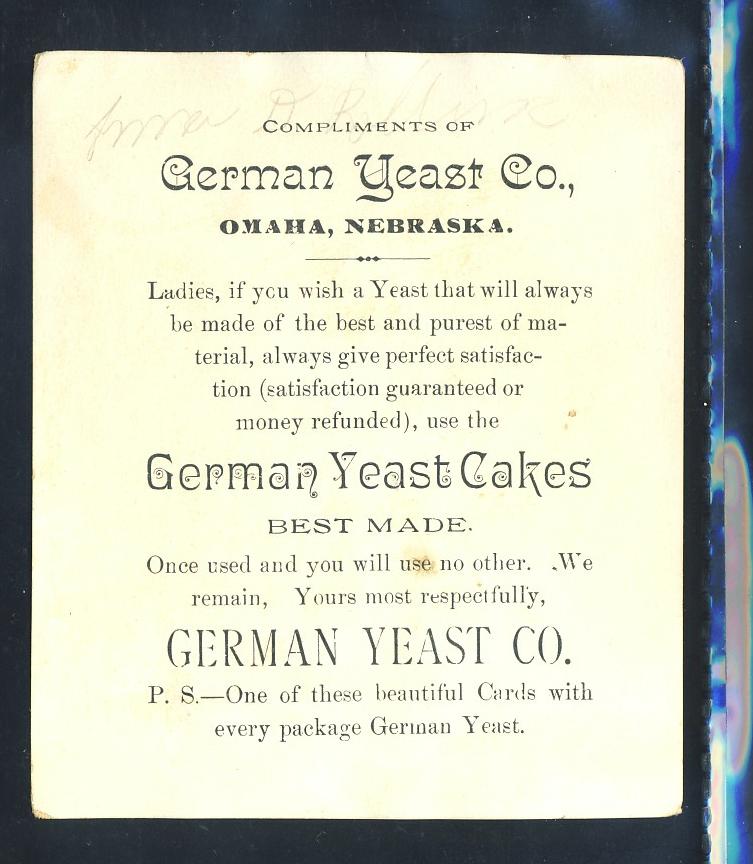 COMPLIMENTS OF
German Yeast Co.,
OMAHA, NEBRASKA.
Ladies, if you wish a Yeast that will always
be made of the best and purest of ma-
terial, always give perfect satisfac-
tion (satisfaction guaranteed or
money refunded), use the
German Yeast Cakes
BEST MADE.
Once used and you will use no other. We
remain, Yours most respectfully,
GERMAN YEAST CO.
P. S.—One of these beautiful Cards with
every package German Yeast.